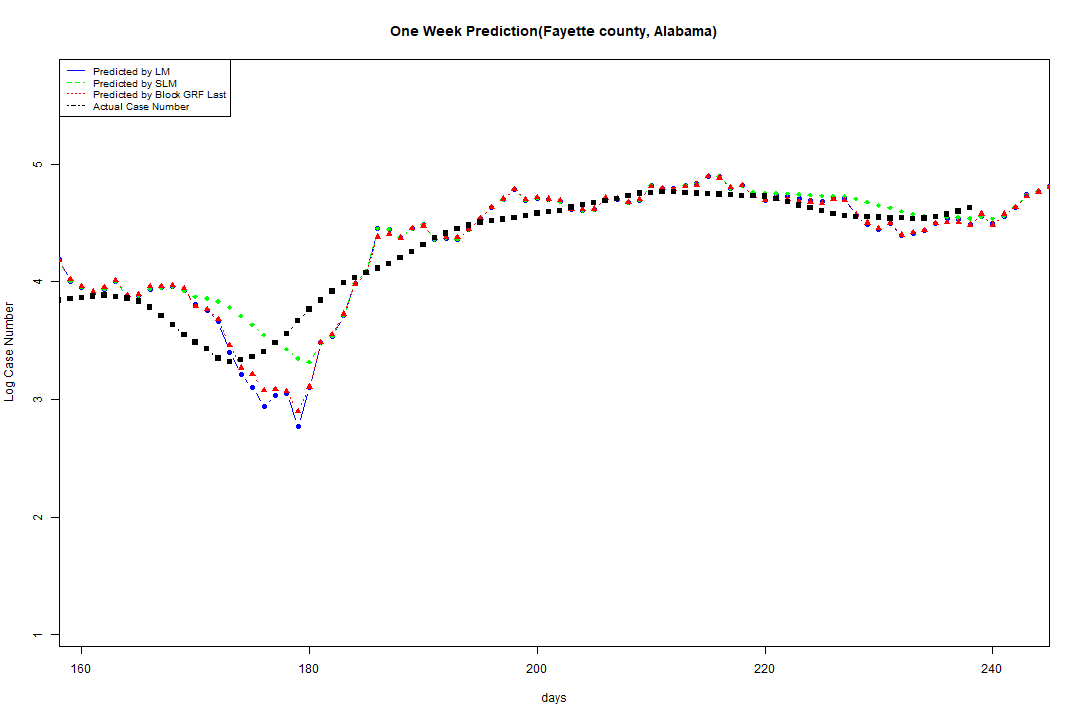 One Week Prediction(Fayette county, Alabama)
Predicted by LM
Predicted by SLM
Predicted by Block GRF Last
Actual Case Number
5
4
3
2
1
Log Case Number
160 180 200 220 240
days